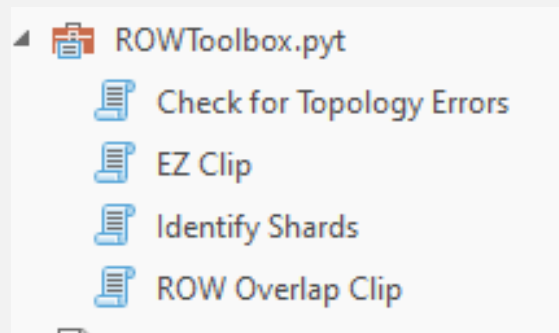 ROWToolbox.pyt
Check for Topology Errors
EZ Clip
Identify Shards
ROW Overlap Clip